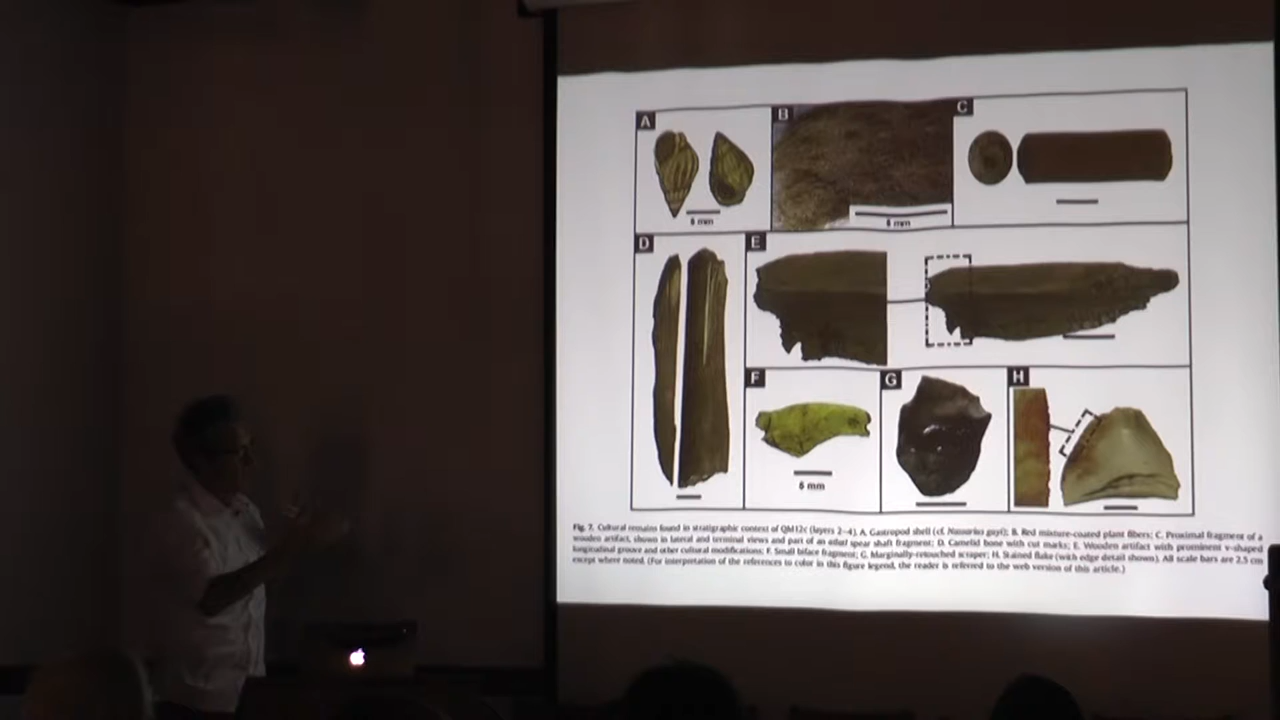 A
B
C
5 mm
5 mm
D
E
F
G
H
5 mm
Fig. 7. Cultural remains found in stratigraphic context of QM12c (layers 2–4). A. Gastropod shell (cf. Nassarius gayi); B. Red mixture-coated plant fibers; C. Proximal fragment of a
wooden artifact, shown in lateral and terminal views and part of an atlatl spear shaft fragment; D. Camelid bone with cut marks; E. Wooden artifact with prominent v-shaped
longitudinal groove and other cultural modifications; F. Small biface fragment; G. Marginally-retouched scraper; H. Stained flake (with edge detail shown). All scale bars are 2.5 cm
except where noted. (For interpretation of the references to color in this figure legend, the reader is referred to the web version of this article.)